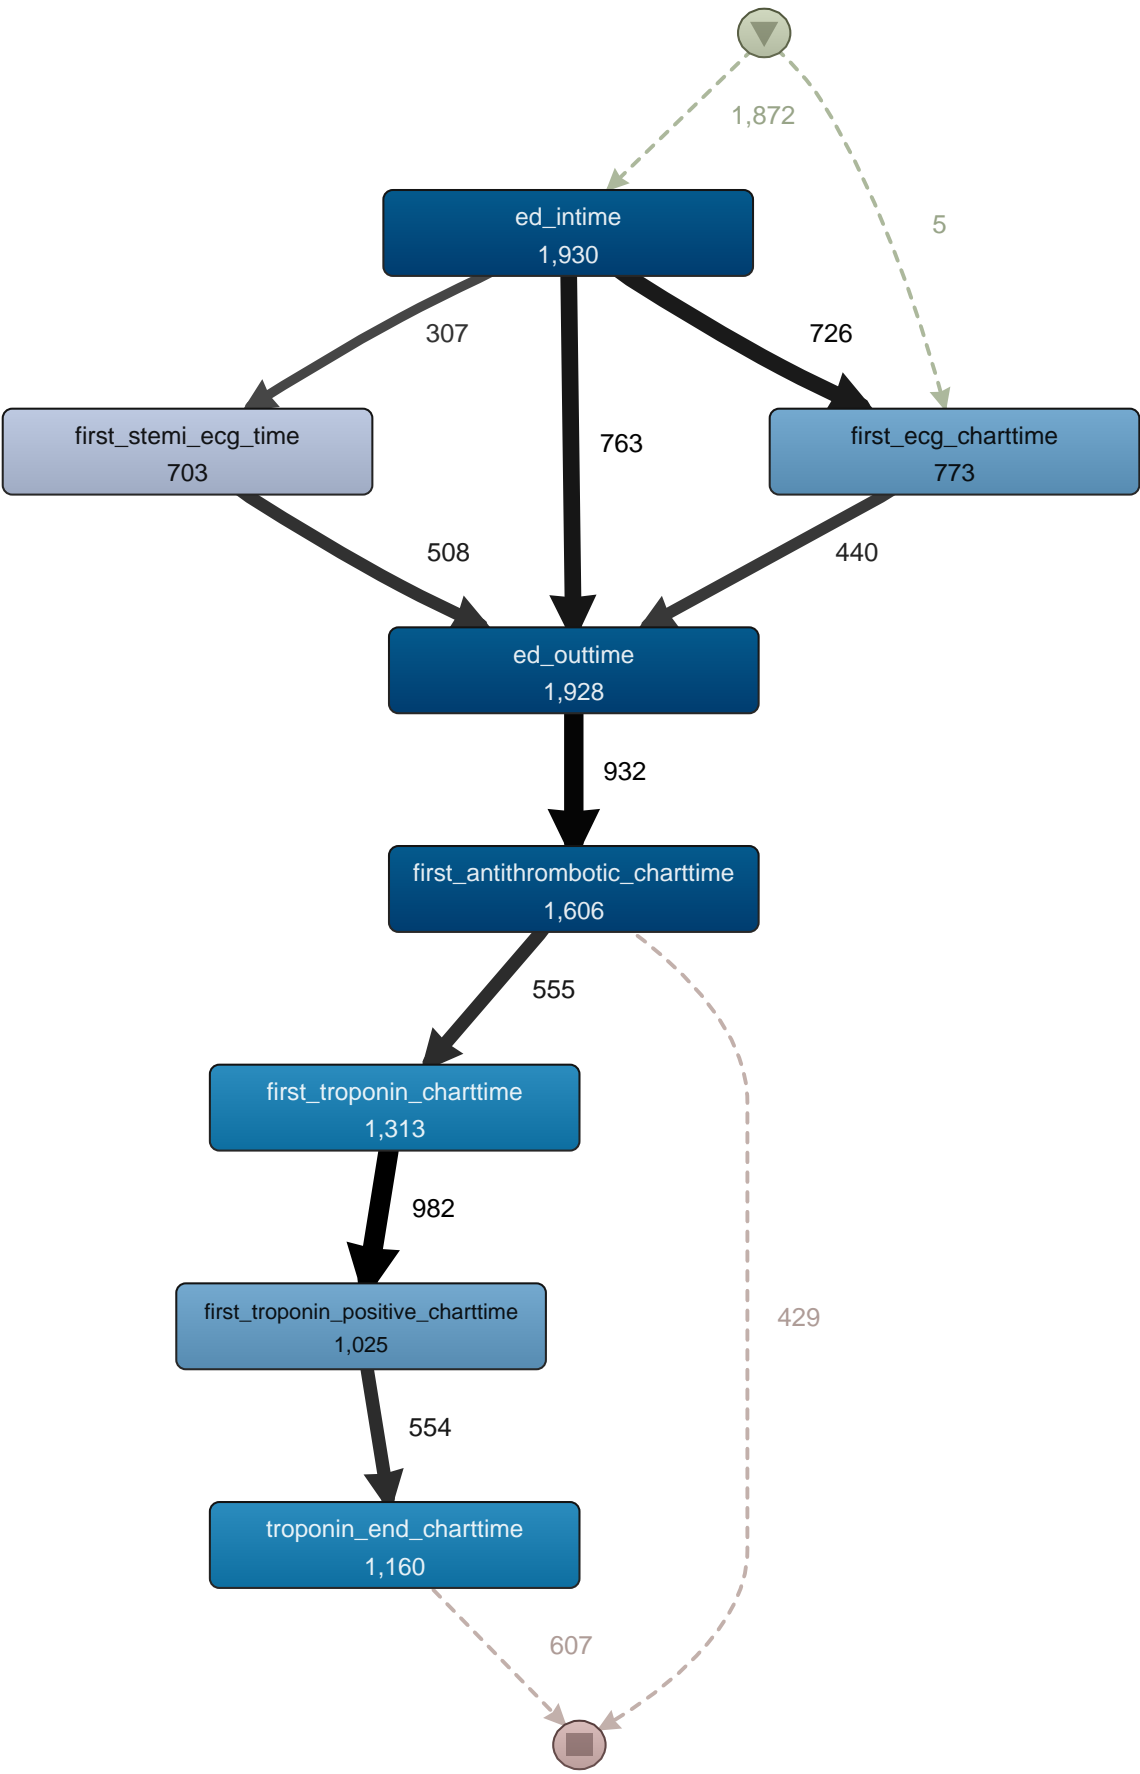 1,872
5
ed_intime
1,930
307
726
first_stemi_ecg_time
703
763
first_ecg_charttime
773
508
440
ed_outtime
1,928
932
first_antithrombotic_charttime
1,606
555
first_troponin_charttime
1,313
982
first_troponin_positive_charttime
1,025
429
554
troponin_end_charttime
1,160
607